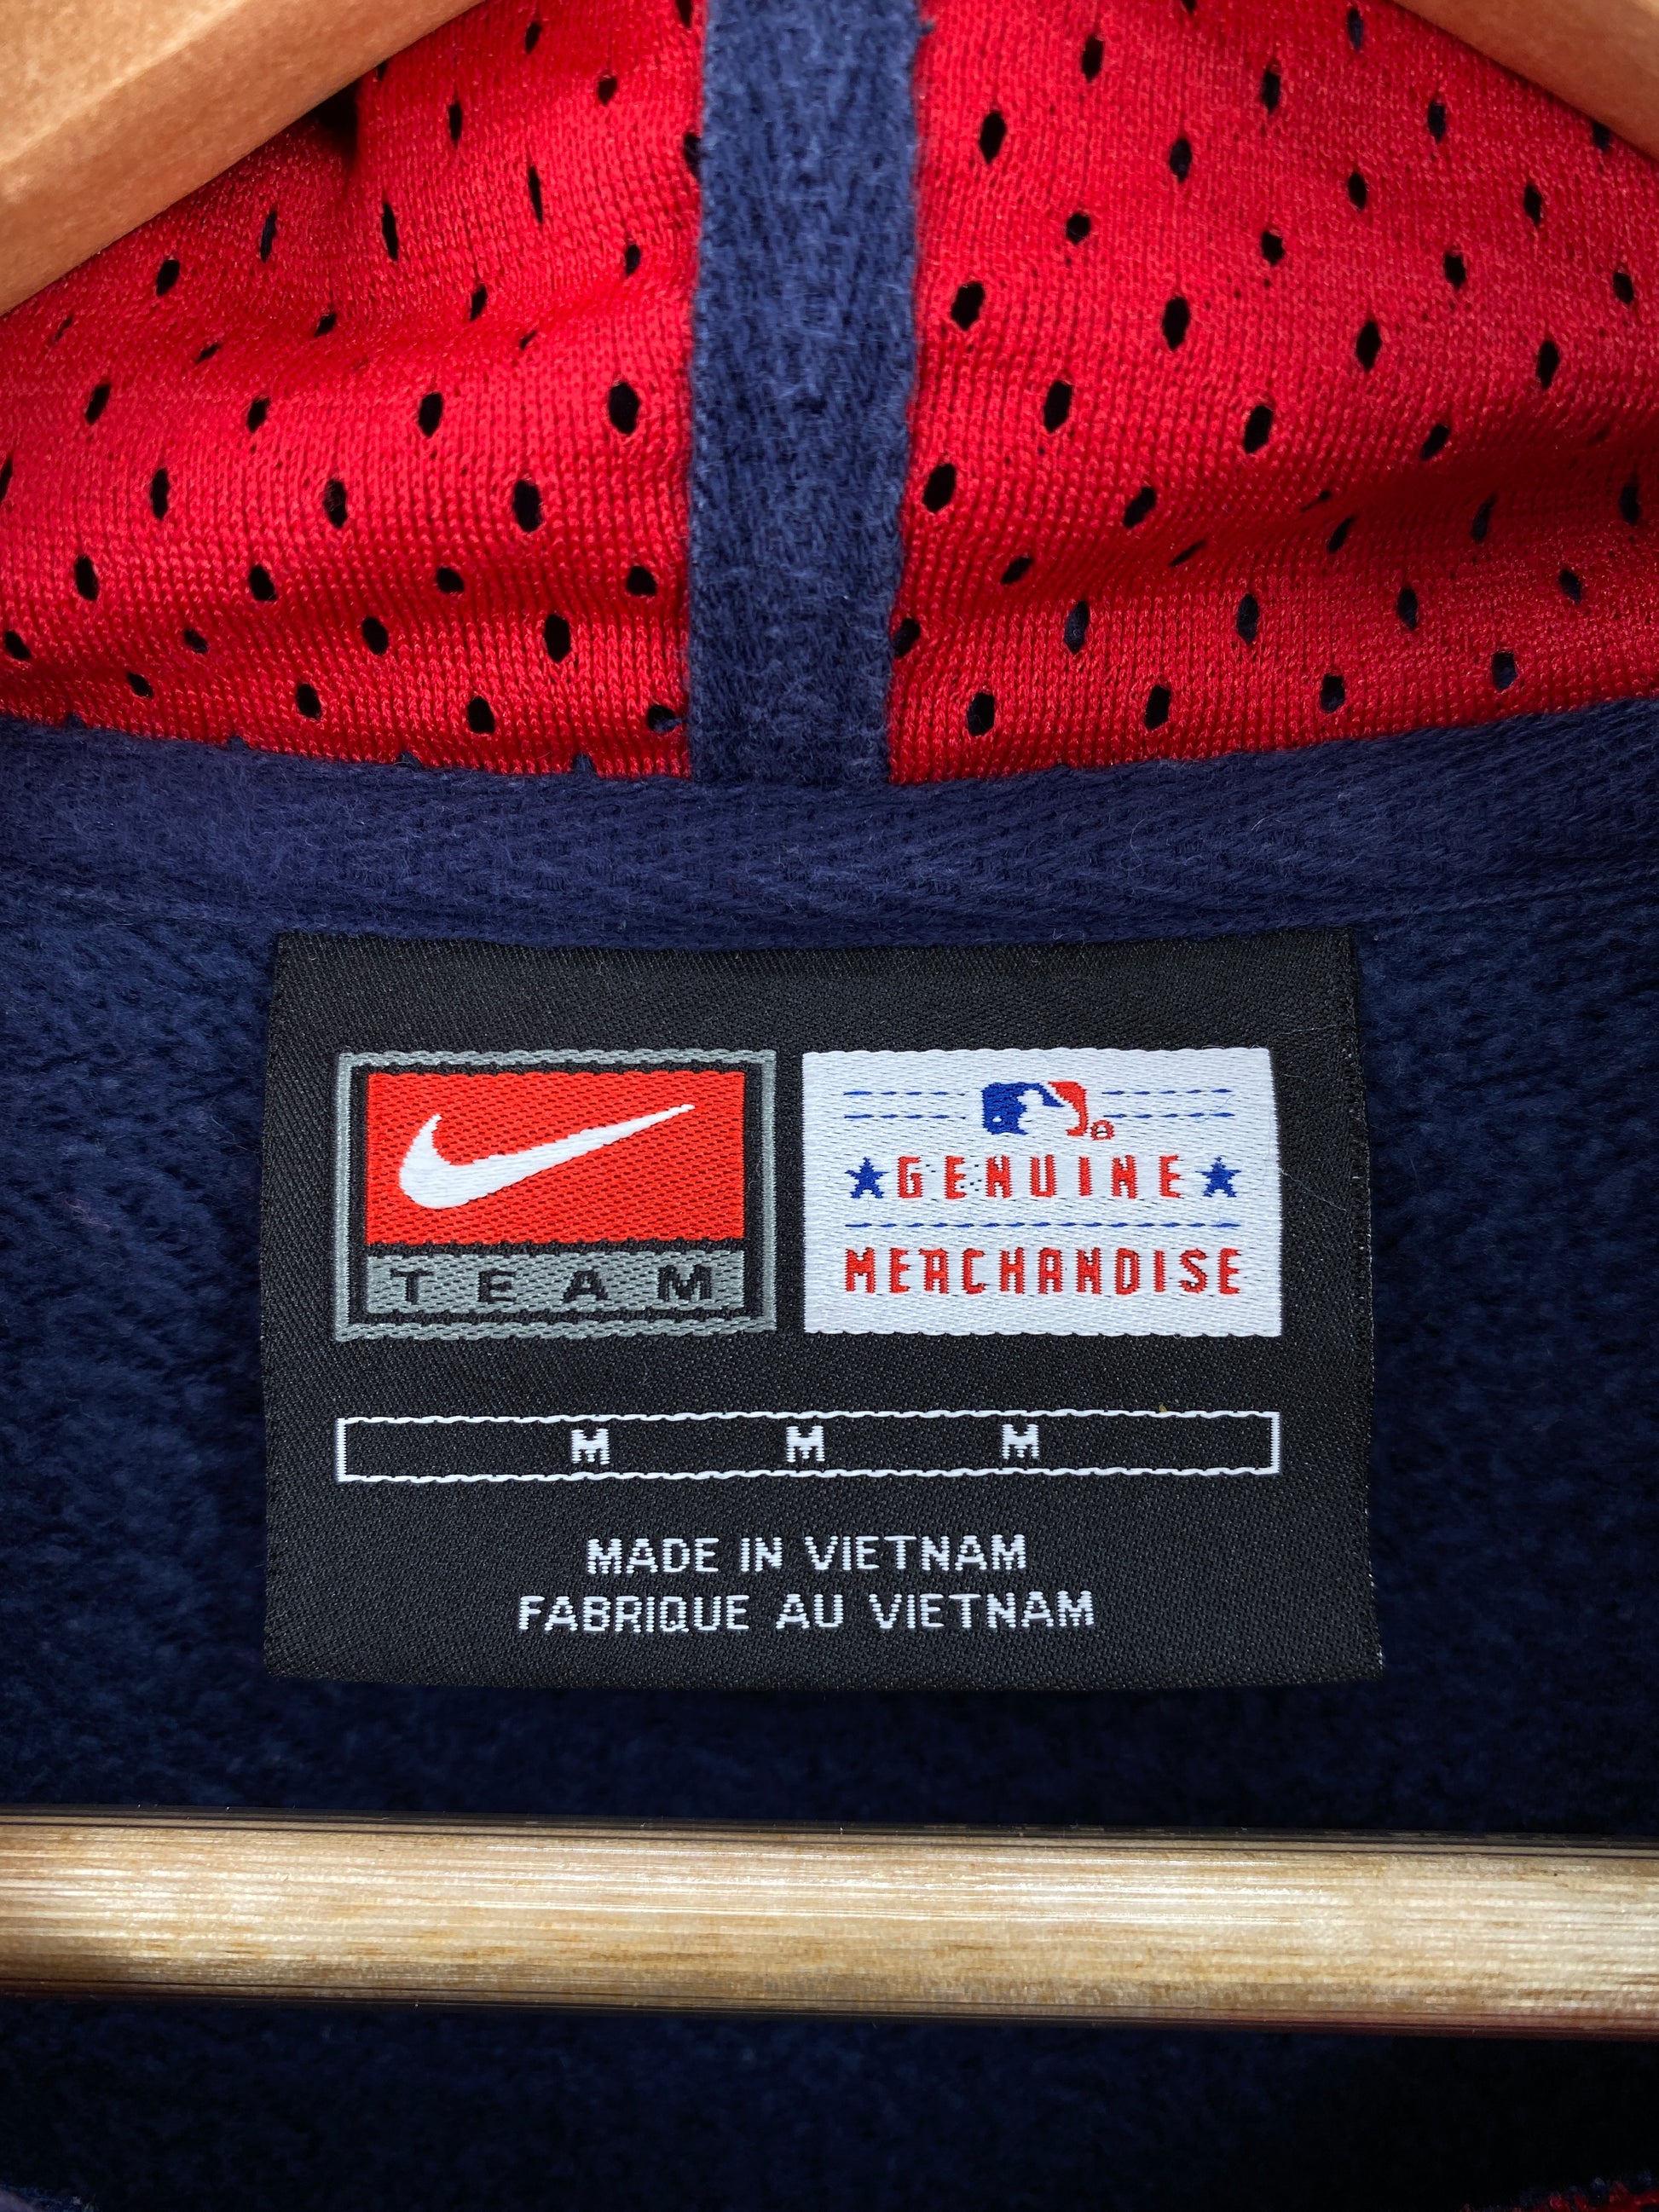 TEAM
GENUINE
MERCHANDISE
M M M
MADE IN VIETNAM
FABRIQUE AU VIETNAM